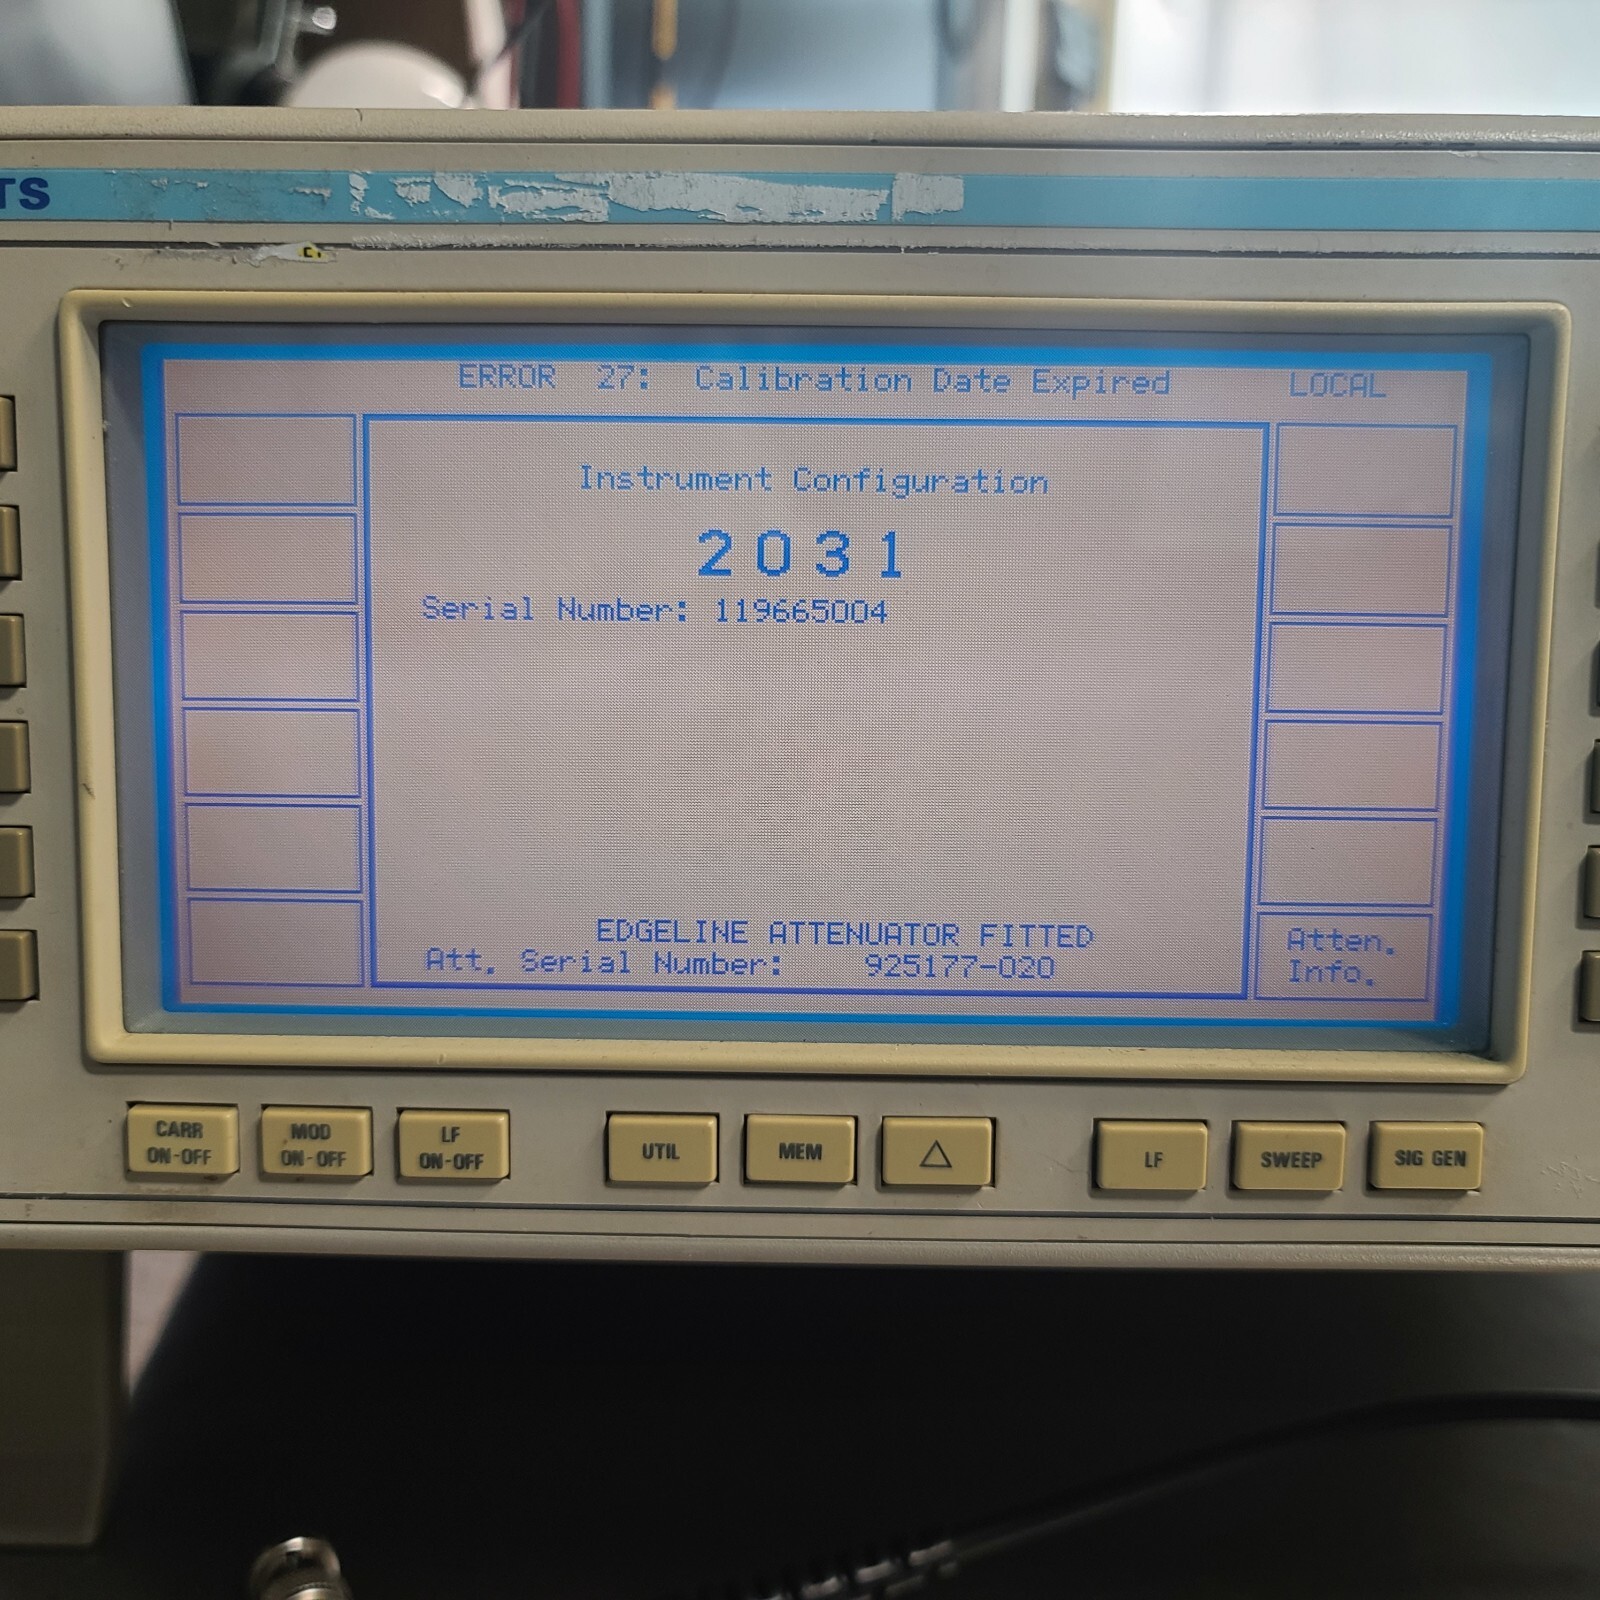 TS
ERROR 27: Calibration Date Expired LOCAL
Instrument Configuration
2031
Serial Number: 119665004
EDGELINE ATTENUATOR FITTED
Att. Serial Number: 925177-020
Atten.
Info.
CARR
ON-OFF
MOD
ON-OFF
LF
ON-OFF
UTIL
MEM
△
LF
SWEEP
SIG GEN